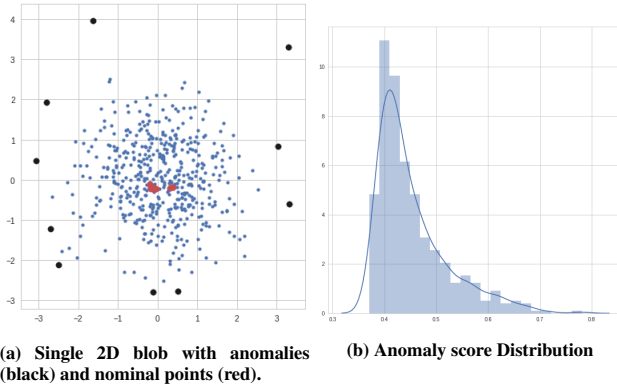 4
3
2
1
0
−1
−2
−3
−3 −2 −1 0 1 2 3
10
8
6
4
2
0
0.3 0.4 0.5 0.6 0.7 0.8
(a) Single 2D blob with anomalies
(black) and nominal points (red).
(b) Anomaly score Distribution